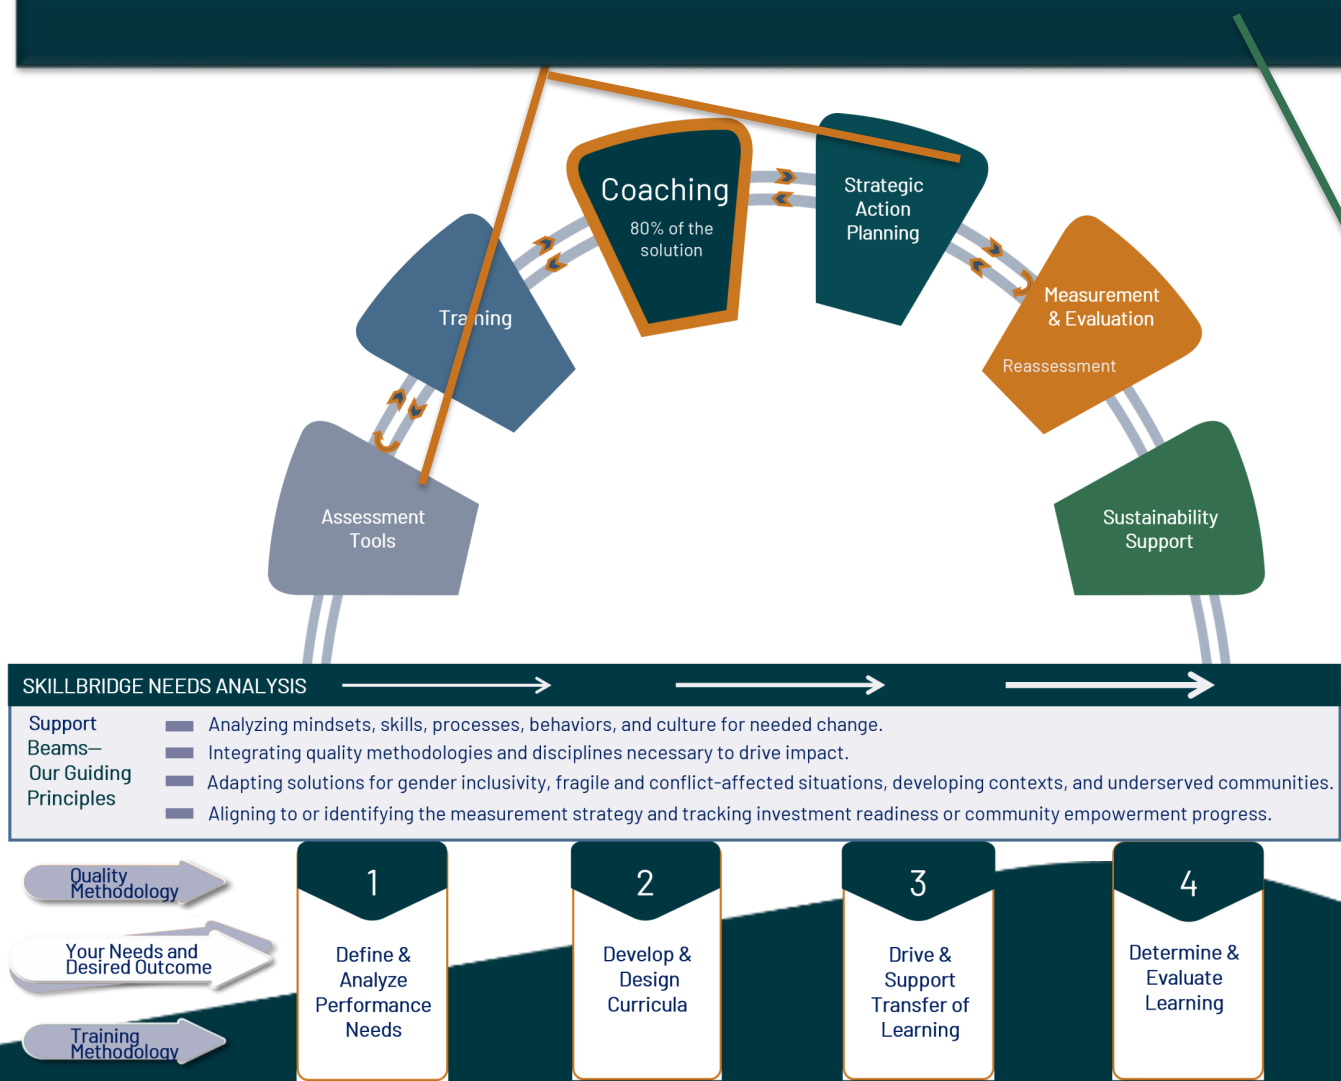 Coaching
80% of the
solution
Strategic
Action
Planning
Training
Measurement
& Evaluation
Reassessment
Assessment
Tools
Sustainability
Support
SKILLBRIDGE NEEDS ANALYSIS
Support
Beams—
Our Guiding
Principles
Analyzing mindsets, skills, processes, behaviors, and culture for needed change.
Integrating quality methodologies and disciplines necessary to drive impact.
Adapting solutions for gender inclusivity, fragile and conflict-affected situations, developing contexts, and underserved communities.
Aligning to or identifying the measurement strategy and tracking investment readiness or community empowerment progress.
Quality
Methodology
Your Needs and
Desired Outcome
Training
Methodology
1
Define &
Analyze
Performance
Needs
2
Develop &
Design
Curricula
3
Drive &
Support
Transfer of
Learning
4
Determine &
Evaluate
Learning